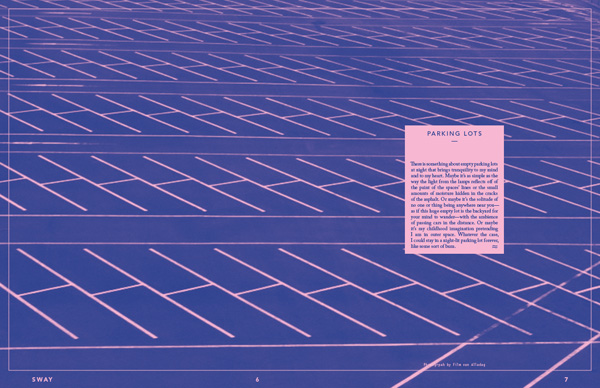 PARKING LOTS
There is something about empty parking lots
at night that brings tranquility to my mind
and to my heart. Maybe it's as simple as the
way the light from the lamps reflects off of
the paint of the spaces' lines or the small
amounts of moisture hidden in the cracks
of the asphalt. Or maybe it's the solitude of
no one or thing being anywhere near you—
as if this huge empty lot is the backyard for
your mind to wander—with the ambience
of passing cars in the distance. Or maybe
it's my childhood imagination pretending
I am in outer space. Whatever the case,
I could stay in a night-lit parking lot forever,
like some sort of bum.
Photograph by Film our
SWAY
6
7